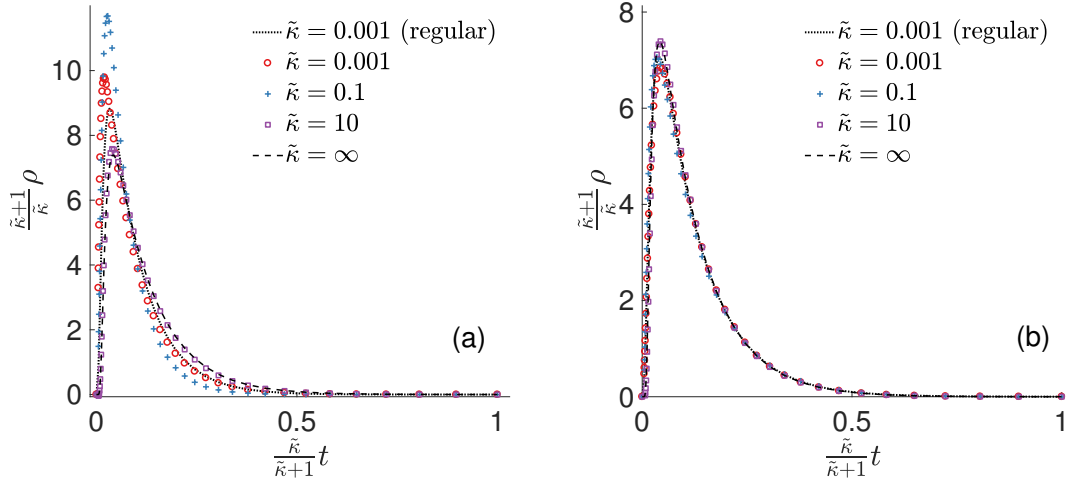 κ̃ = 0.001 (regular)
κ̃ = 0.001
κ̃ = 0.1
κ̃ = 10
κ̃ = ∞
10
8
6
4
2
0
(κ̃+1)/κ̃ ρ
(a)
0 0.5 1
κ̃/(κ̃+1) t
κ̃ = 0.001 (regular)
κ̃ = 0.001
κ̃ = 0.1
κ̃ = 10
κ̃ = ∞
8
6
4
2
0
(κ̃+1)/κ̃ ρ
(b)
0 0.5 1
κ̃/(κ̃+1) t